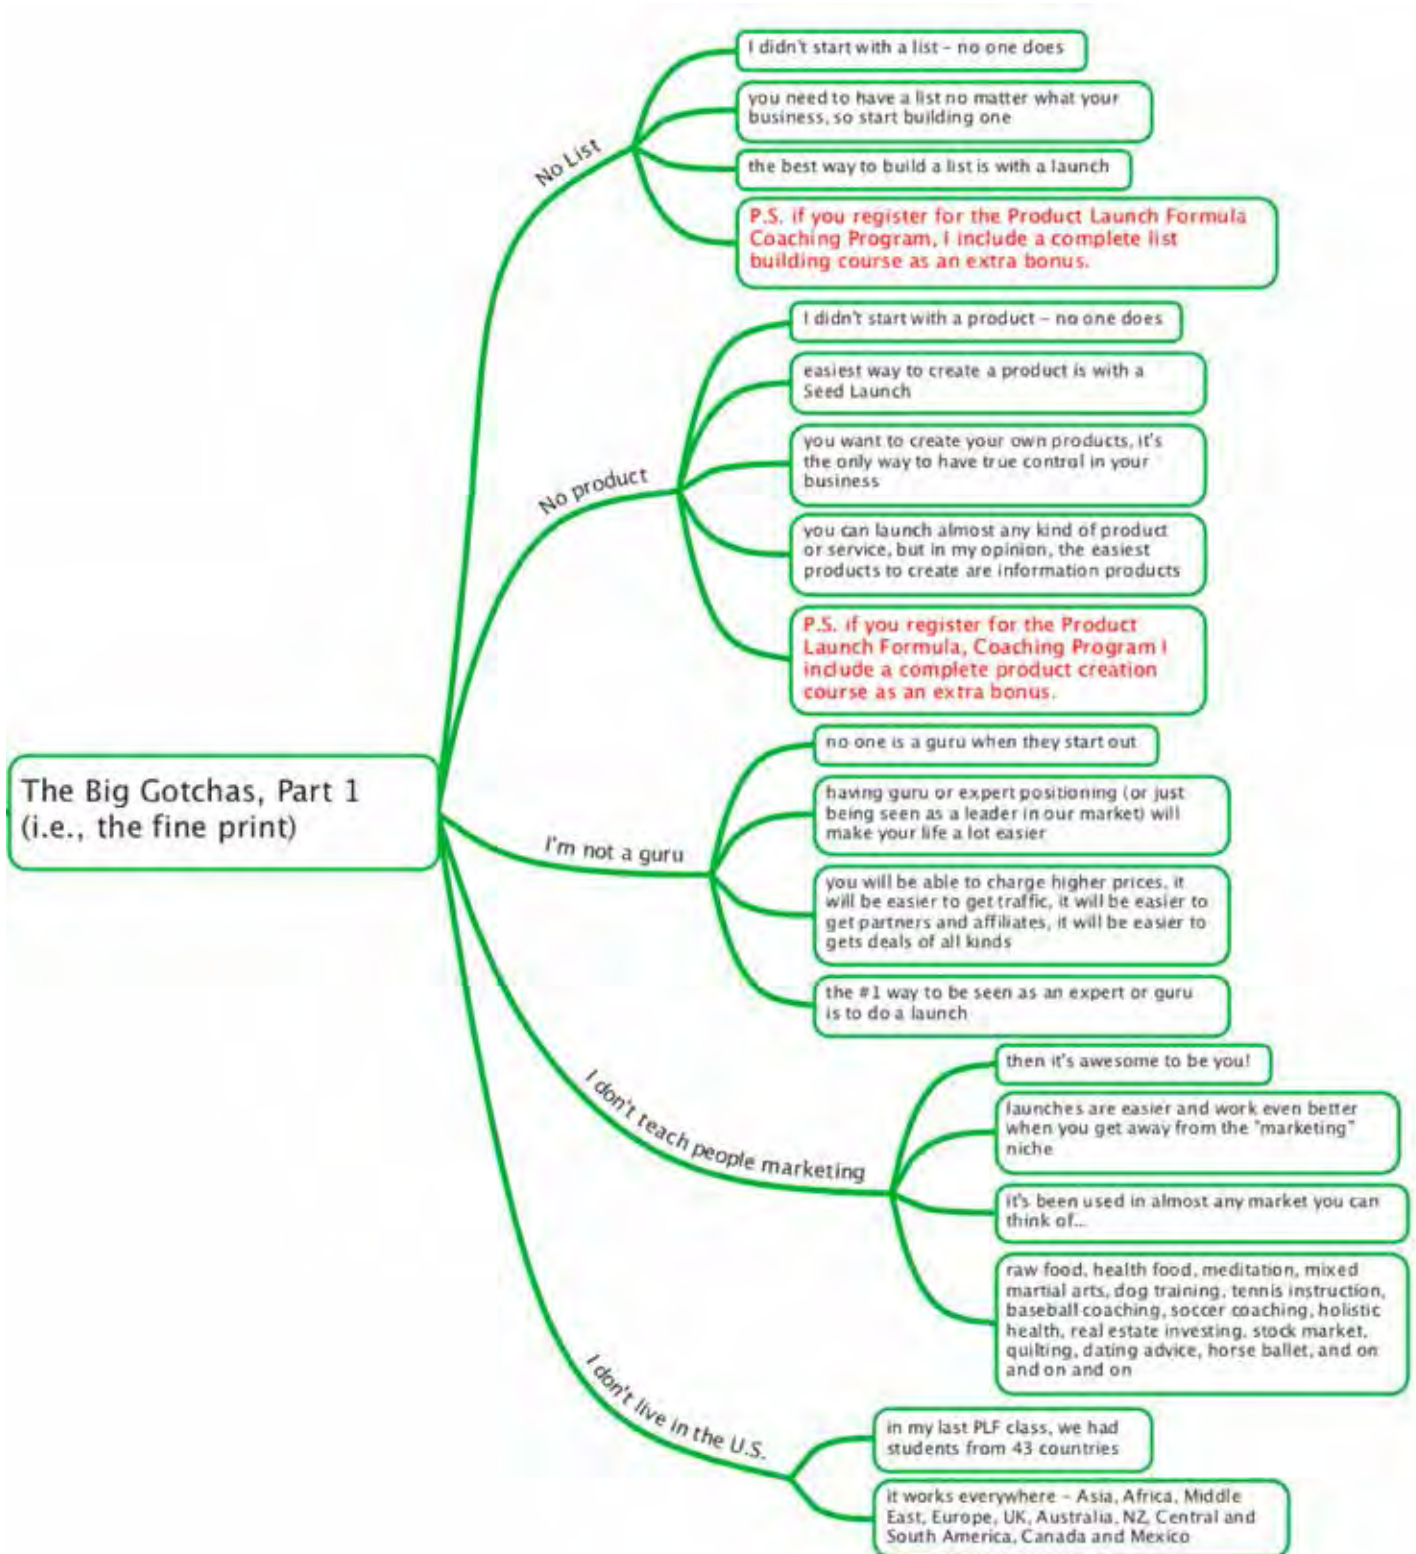 I didn't start with a list – no one does
you need to have a list no matter what your
business, so start building one
No List
the best way to build a list is with a launch
P.S. if you register for the Product Launch Formula
Coaching Program, I include a complete list
building course as an extra bonus.
I didn't start with a product – no one does
easiest way to create a product is with a
Seed Launch
you want to create your own products, it's
the only way to have true control in your
business
No product
you can launch almost any kind of product
or service, but in my opinion, the easiest
products to create are information products
P.S. if you register for the Product
Launch Formula, Coaching Program I
include a complete product creation
course as an extra bonus.
The Big Gotchas, Part 1
(i.e., the fine print)
no one is a guru when they start out
having guru or expert positioning (or just
being seen as a leader in our market) will
make your life a lot easier
I'm not a guru
you will be able to charge higher prices, it
will be easier to get traffic, it will be easier to
get partners and affiliates, it will be easier to
gets deals of all kinds
the #1 way to be seen as an expert or guru
is to do a launch
then it's awesome to be you!
launches are easier and work even better
when you get away from the "marketing"
niche
I don't teach people marketing
it's been used in almost any market you can
think of...
raw food, health food, meditation, mixed
martial arts, dog training, tennis instruction,
baseball coaching, soccer coaching, holistic
health, real estate investing, stock market,
quilting, dating advice, horse ballet, and on
and on and on
I don't live in the U.S.
in my last PLF class, we had
students from 43 countries
it works everywhere – Asia, Africa, Middle
East, Europe, UK, Australia, NZ, Central and
South America, Canada and Mexico